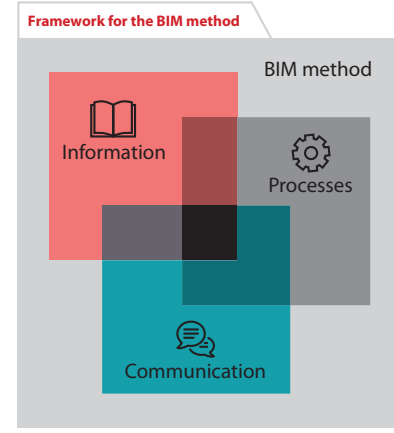 Framework for the BIM method
BIM method
Information
Processes
Communication